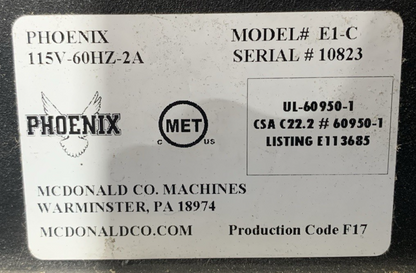 PHOENIX
115V-60HZ-2A
MODEL# E1-C
SERIAL # 10823
PHOENIX
MET
C US
UL-60950-1
CSA C22.2 # 60950-1
LISTING E113685
MCDONALD CO. MACHINES
WARMINSTER, PA 18974
MCDONALDCO.COM
Production Code F17